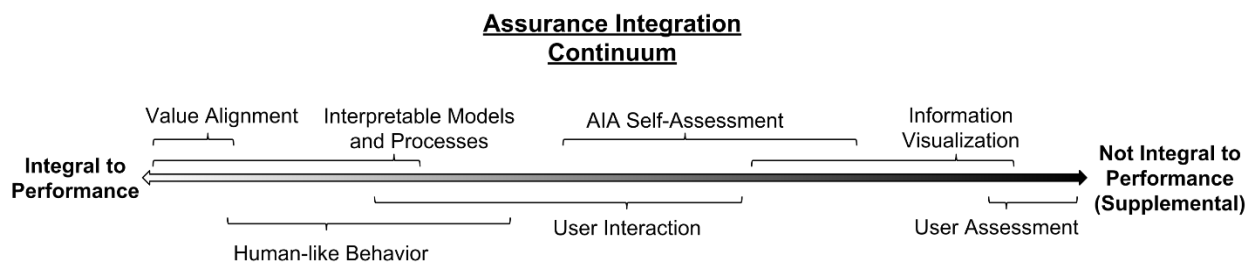 Assurance Integration
Continuum
Value Alignment
Interpretable Models
and Processes
AIA Self-Assessment
Information
Visualization
Integral to
Performance
Not Integral to
Performance
(Supplemental)
Human-like Behavior
User Interaction
User Assessment